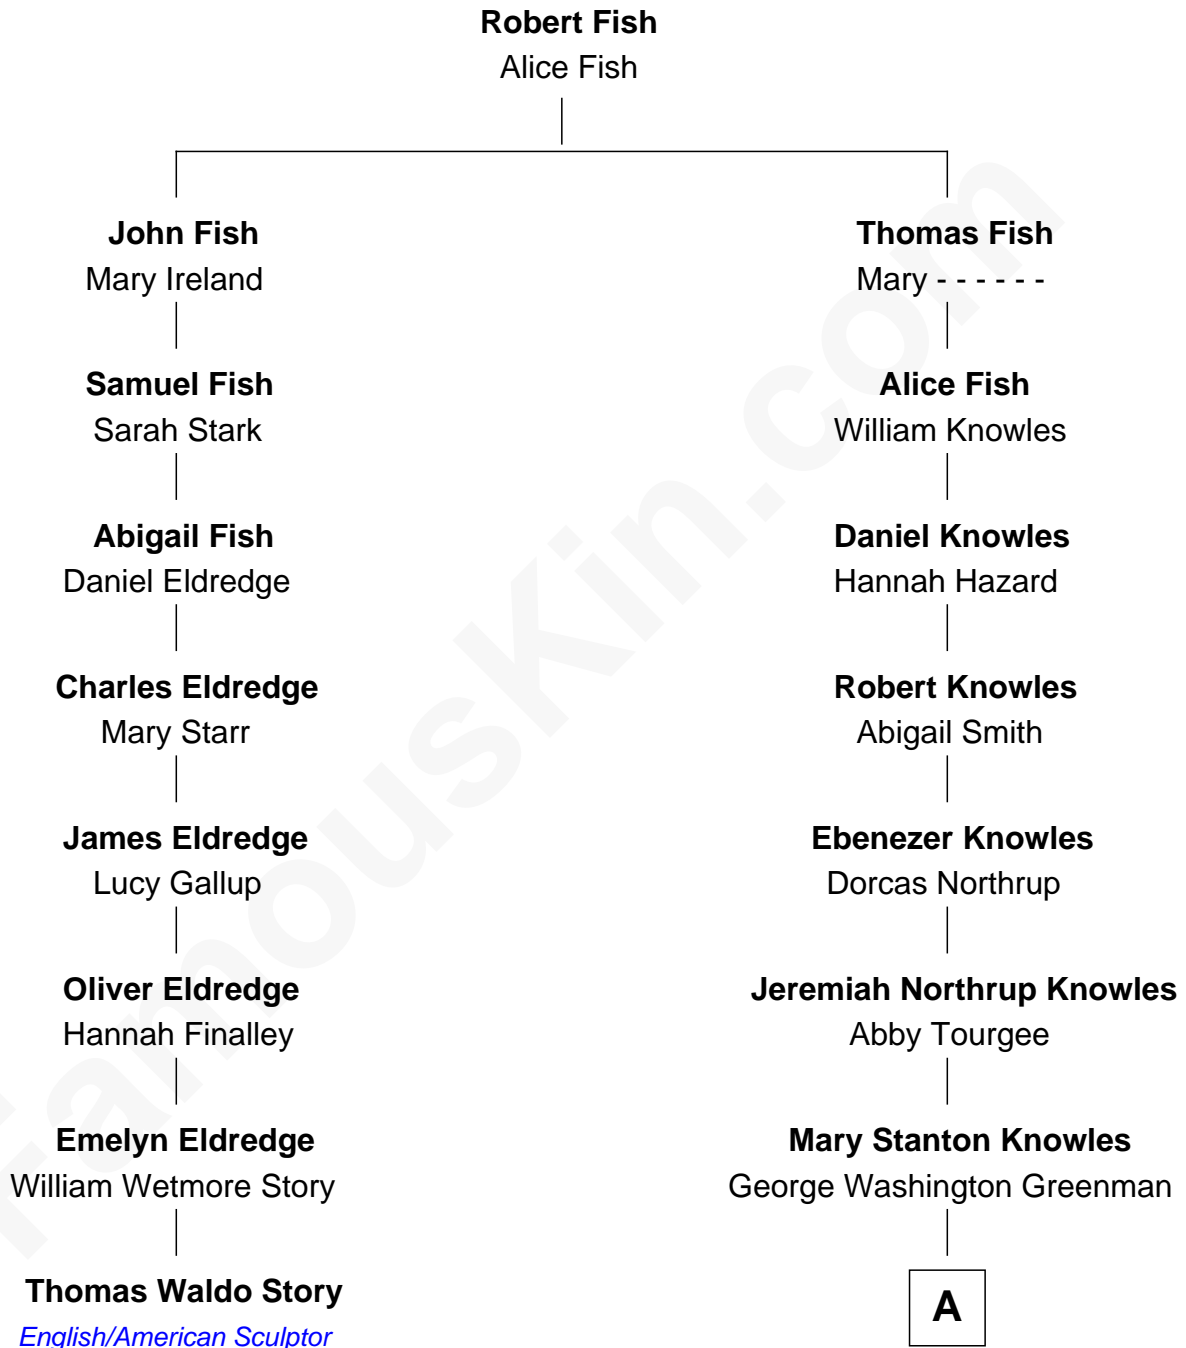 Robert Fish
Alice Fish
John Fish
Mary Ireland
Thomas Fish
Mary - - - - - -
Samuel Fish
Sarah Stark
Alice Fish
William Knowles
Abigail Fish
Daniel Eldredge
Daniel Knowles
Hannah Hazard
Charles Eldredge
Mary Starr
Robert Knowles
Abigail Smith
James Eldredge
Lucy Gallup
Ebenezer Knowles
Dorcas Northrup
Oliver Eldredge
Hannah Finalley
Jeremiah Northrup Knowles
Abby Tourgee
Emelyn Eldredge
William Wetmore Story
Mary Stanton Knowles
George Washington Greenman
Thomas Waldo Story
English/American Sculptor
A
FamousKin.com